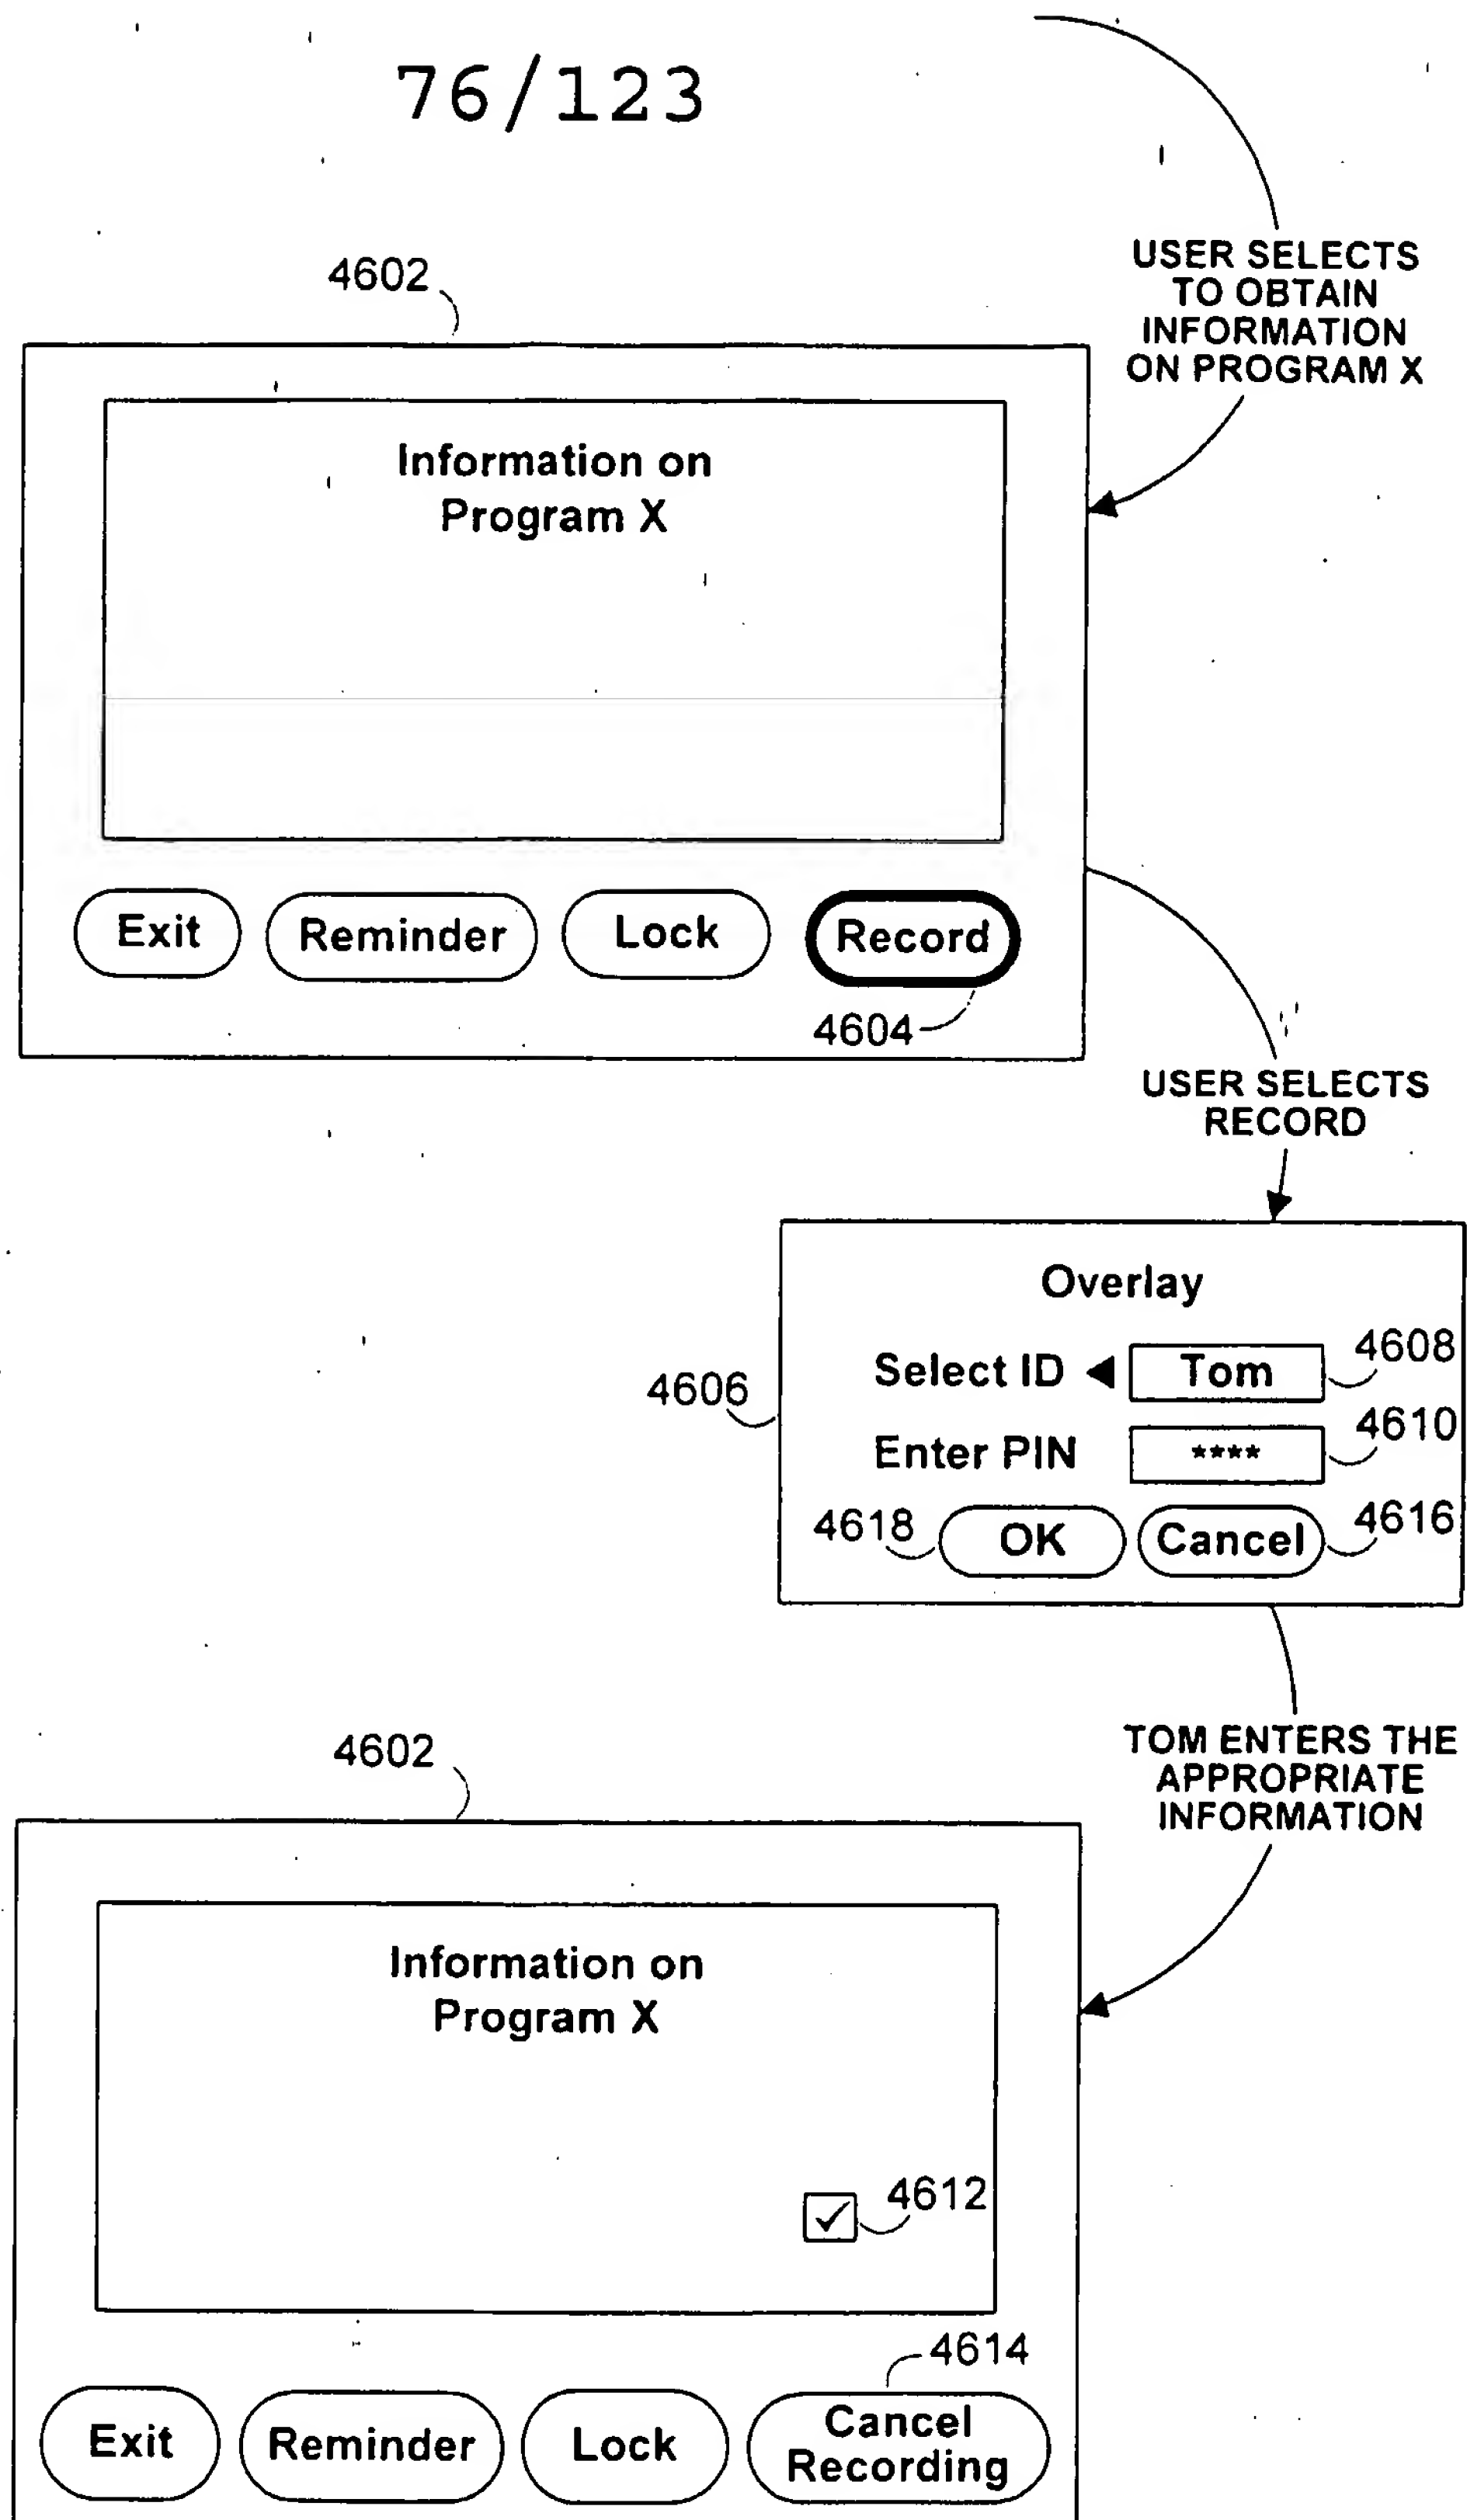 76/123
USER SELECTS
TO OBTAIN
INFORMATION
ON PROGRAM X
4602
Information on
Program X
Exit Reminder Lock Record
4604
USER SELECTS
RECORD
Overlay
Select ID ◄ Tom 4608
4606
Enter PIN **** 4610
4618 OK Cancel 4616
TOM ENTERS THE
APPROPRIATE
INFORMATION
4602
Information on
Program X
✓ 4612
4614
Exit Reminder Lock Cancel
Recording